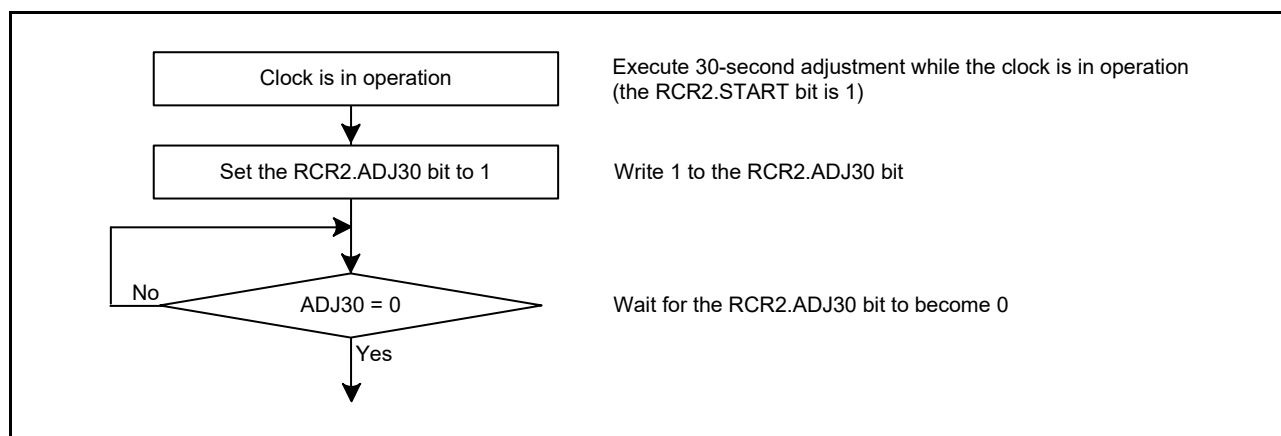 Clock is in operation
Execute 30-second adjustment while the clock is in operation
(the RCR2.START bit is 1)
Set the RCR2.ADJ30 bit to 1
Write 1 to the RCR2.ADJ30 bit
No
ADJ30 = 0
Wait for the RCR2.ADJ30 bit to become 0
Yes